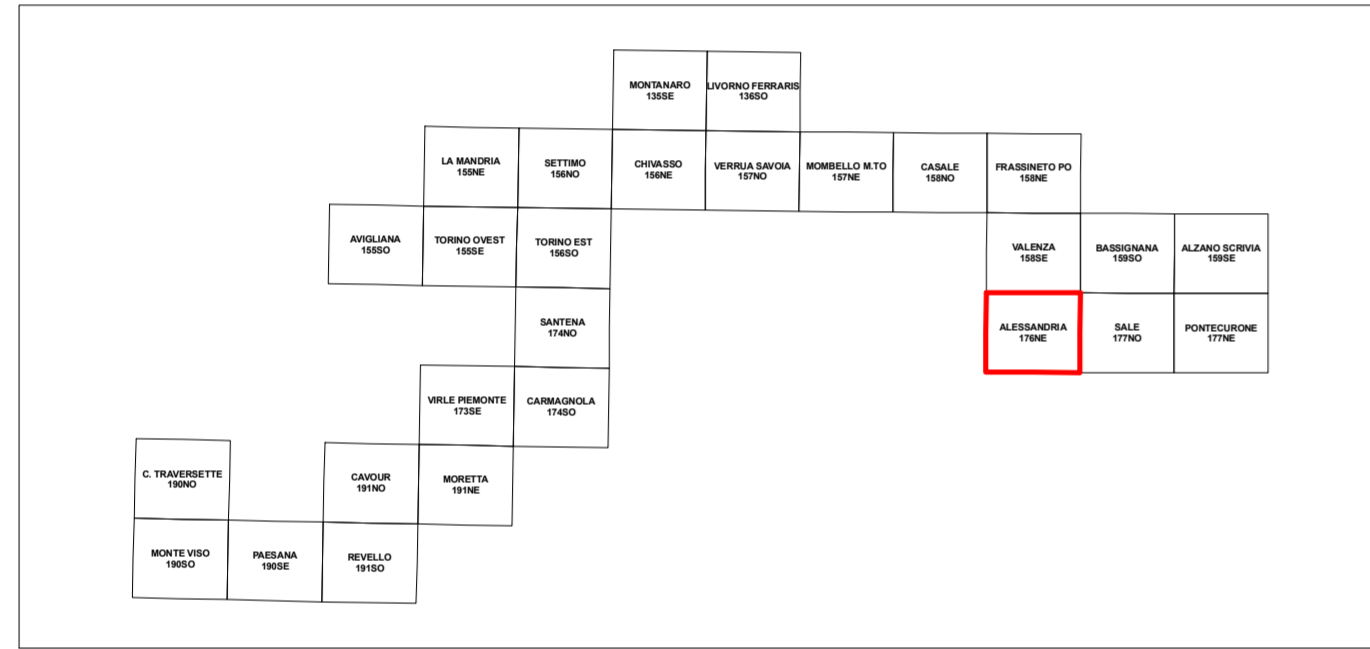 MONTANARO
135SE
LIVORNO FERRARIS
136SO
LA MANDRIA
155NE
SETTIMO
156NO
CHIVASSO
156NE
VERRUA SAVOIA
157NO
MOMBELLO M.TO
157NE
CASALE
158NO
FRASSINETO PO
158NE
AVIGLIANA
155SO
TORINO OVEST
155SE
TORINO EST
156SO
VALENZA
158SE
BASSIGNANA
159SO
ALZANO SCRIVIA
159SE
SANTENA
174NO
ALESSANDRIA
176NE
SALE
177NO
PONTECURONE
177NE
VIRLE PIEMONTE
173SE
CARMAGNOLA
174SO
C. TRAVERSETTE
190NO
CAVOUR
191NO
MORETTA
191NE
MONTE VISO
190SO
PAESANA
190SE
REVELLO
191SO